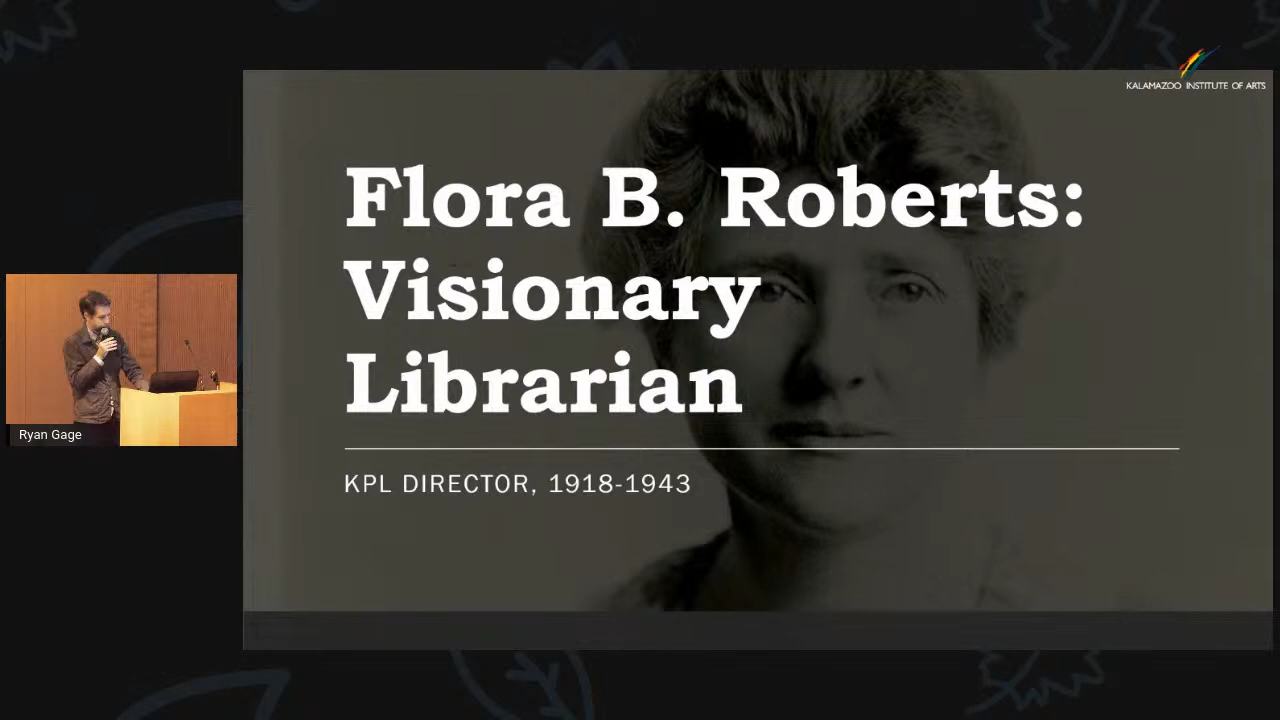 KALAMAZOO INSTITUTE OF ARTS
Flora B. Roberts:
Visionary
Librarian
KPL DIRECTOR, 1918-1943
Ryan Gage